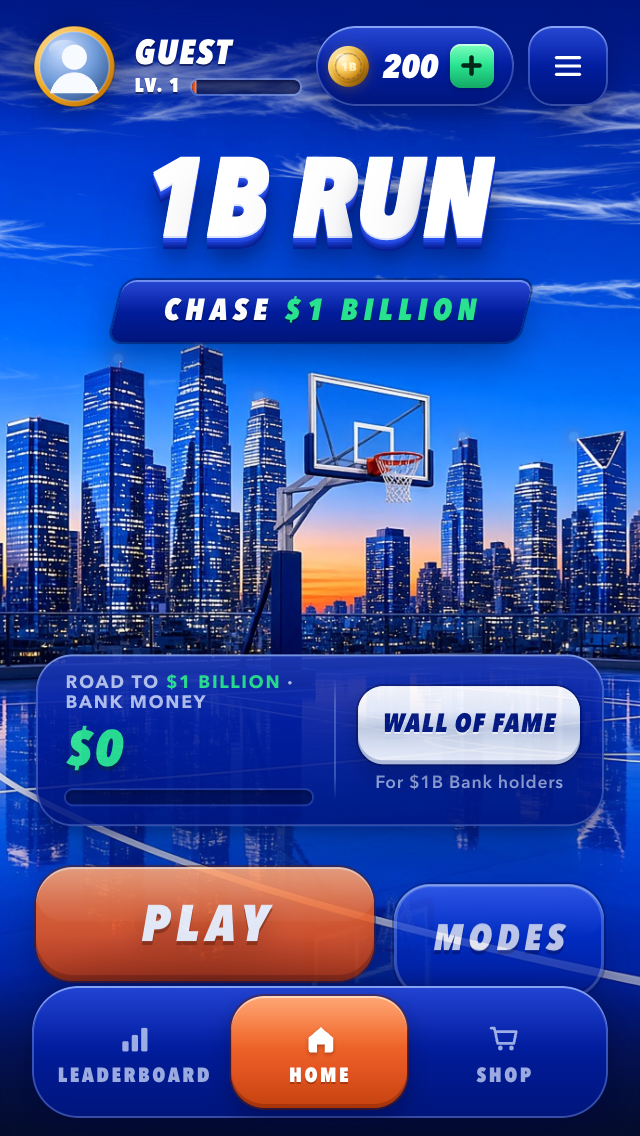 GUEST
LV. 1
1B
200
1B RUN
CHASE $1 BILLION
ROAD TO $1 BILLION ·
BANK MONEY
$0
WALL OF FAME
For $1B Bank holders
PLAY
MODES
LEADERBOARD
HOME
SHOP